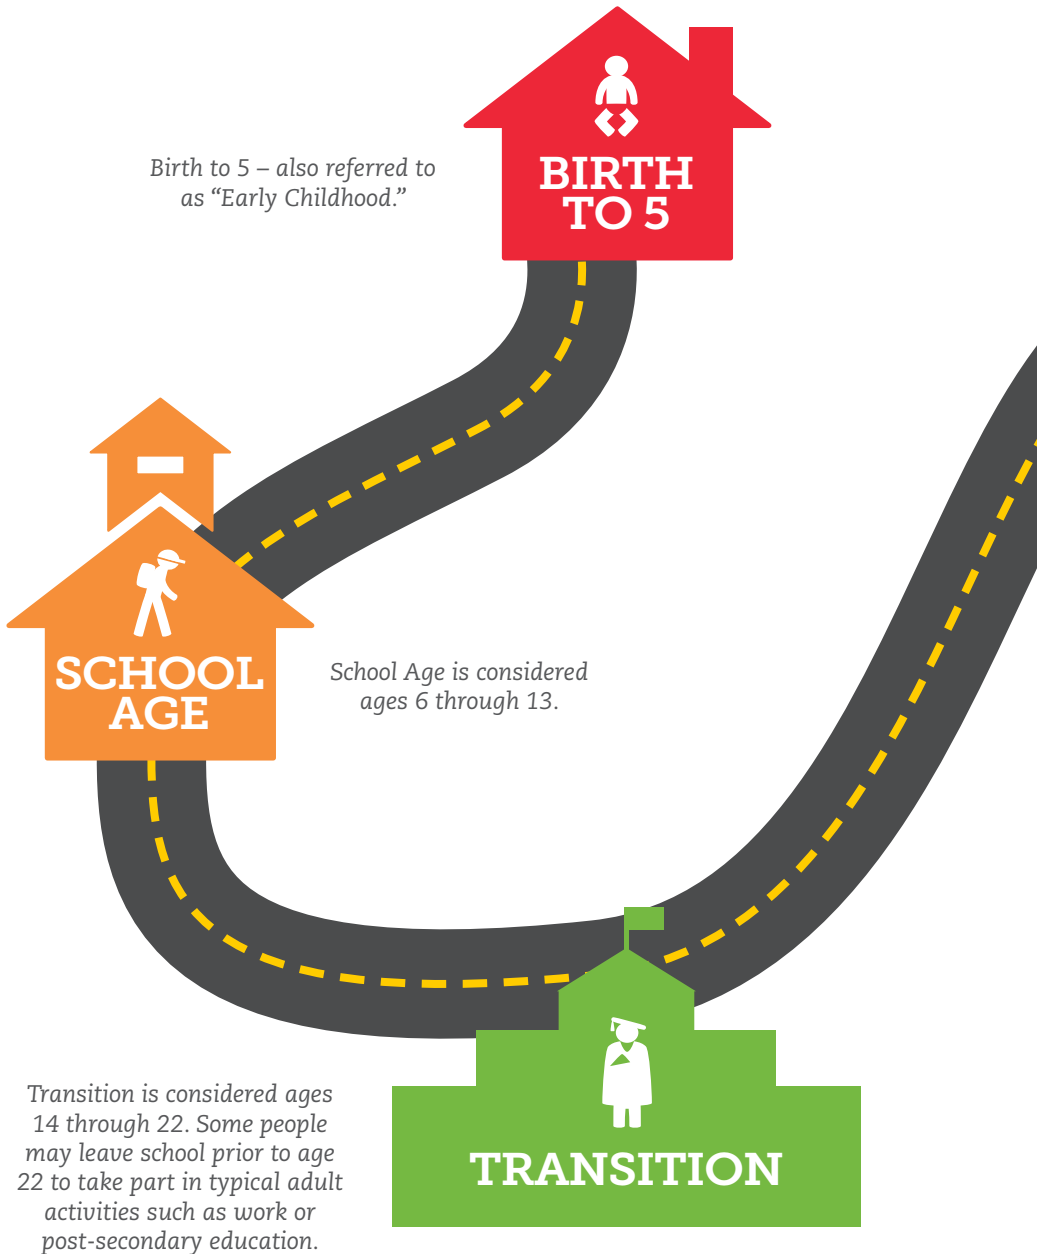 BIRTH
TO 5
Birth to 5 – also referred to
as “Early Childhood.”
SCHOOL
AGE
School Age is considered
ages 6 through 13.
Transition is considered ages
14 through 22. Some people
may leave school prior to age
22 to take part in typical adult
activities such as work or
post-secondary education.
TRANSITION